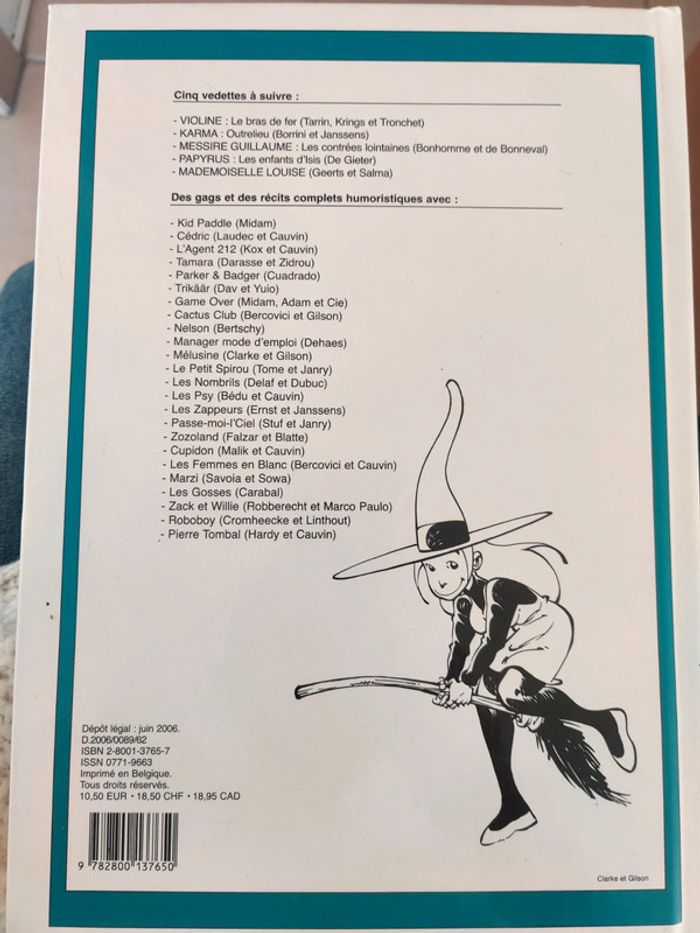 Cinq vedettes à suivre :
- VIOLINE : Le bras de fer (Tarrin, Krings et Tronchet)
- KARMA : Outrelieu (Borrini et Janssens)
- MESSIRE GUILLAUME : Les contrées lointaines (Bonhomme et de Bonneval)
- PAPYRUS : Les enfants d'Isis (De Gieter)
- MADEMOISELLE LOUISE (Geerts et Salma)
Des gags et des récits complets humoristiques avec :
- Kid Paddle (Midam)
- Cédric (Laudec et Cauvin)
- L'Agent 212 (Kox et Cauvin)
- Tamara (Darasse et Zidrou)
- Parker & Badger (Cuadrado)
- Trikäär (Dav et Yuio)
- Game Over (Midam, Adam et Cie)
- Cactus Club (Bercovici et Gilson)
- Nelson (Bertschy)
- Manager mode d'emploi (Dehaes)
- Mélusine (Clarke et Gilson)
- Le Petit Spirou (Tome et Janry)
- Les Nombrils (Delaf et Dubuc)
- Les Psy (Bédu et Cauvin)
- Les Zappeurs (Ernst et Janssens)
- Passe-moi-l'Ciel (Stuf et Janry)
- Zozoland (Falzar et Blatte)
- Cupidon (Malik et Cauvin)
- Les Femmes en Blanc (Bercovici et Cauvin)
- Marzi (Savoia et Sowa)
- Les Gosses (Carabal)
- Zack et Willie (Robberecht et Marco Paulo)
- Roboboy (Cromheecke et Linthout)
- Pierre Tombal (Hardy et Cauvin)
Dépôt légal : juin 2006.
D.2006/0089/62
ISBN 2-8001-3765-7
ISSN 0771-9663
Imprimé en Belgique.
Tous droits réservés.
10,50 EUR • 18,50 CHF • 18,95 CAD
9 782800 137650
Clarke et Gilson